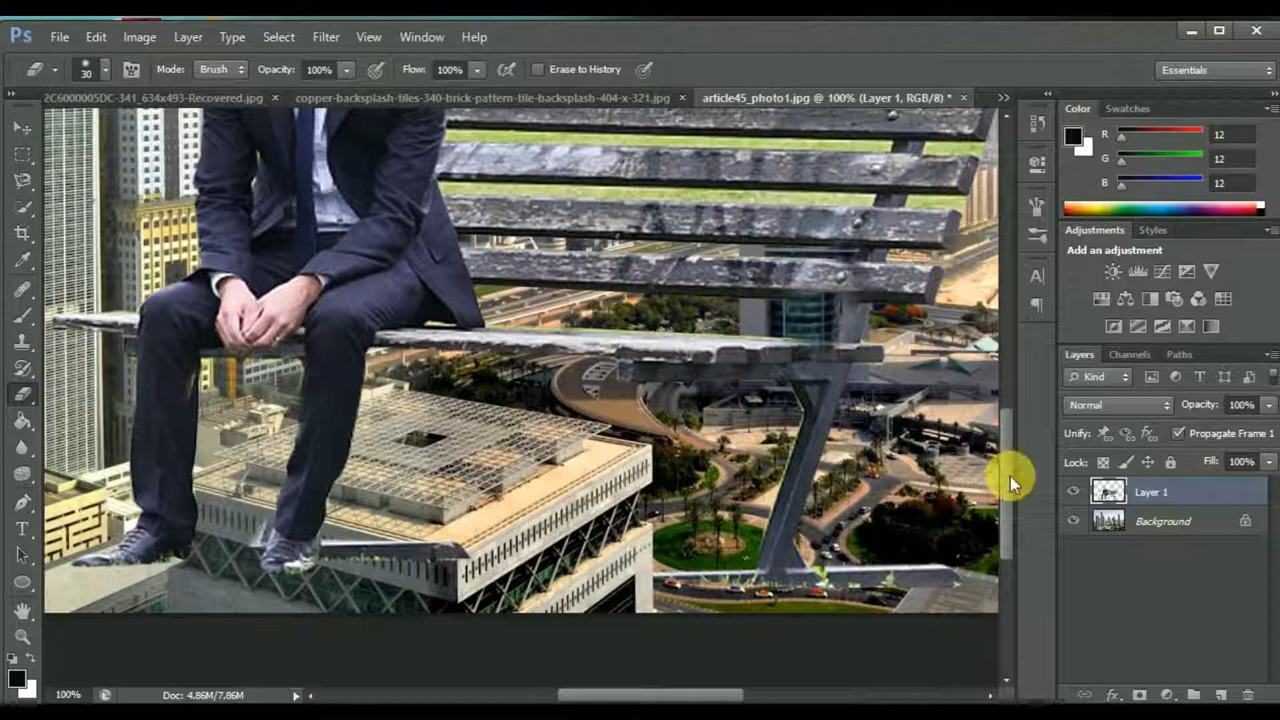 Ps File Edit Image Layer Type Select Filter View Window Help
30 Mode: Brush Opacity: 100% Flow: 100% Erase to History Essentials
2C6000005DC-341_634x493-Recovered.jpg × copper-backsplash-tiles-340-brick-pattern-tile-backsplash-404-x-321.jpg × article45_photo1.jpg @ 100% (Layer 1, RGB/8) * ×
Color Swatches
R 12
G 12
B 12
Adjustments Styles
Add an adjustment
Layers Channels Paths
Kind
Normal Opacity: 100%
Unify: Propagate Frame 1
Lock: Fill: 100%
Layer 1
Background
100% Doc: 4.86M/7.86M